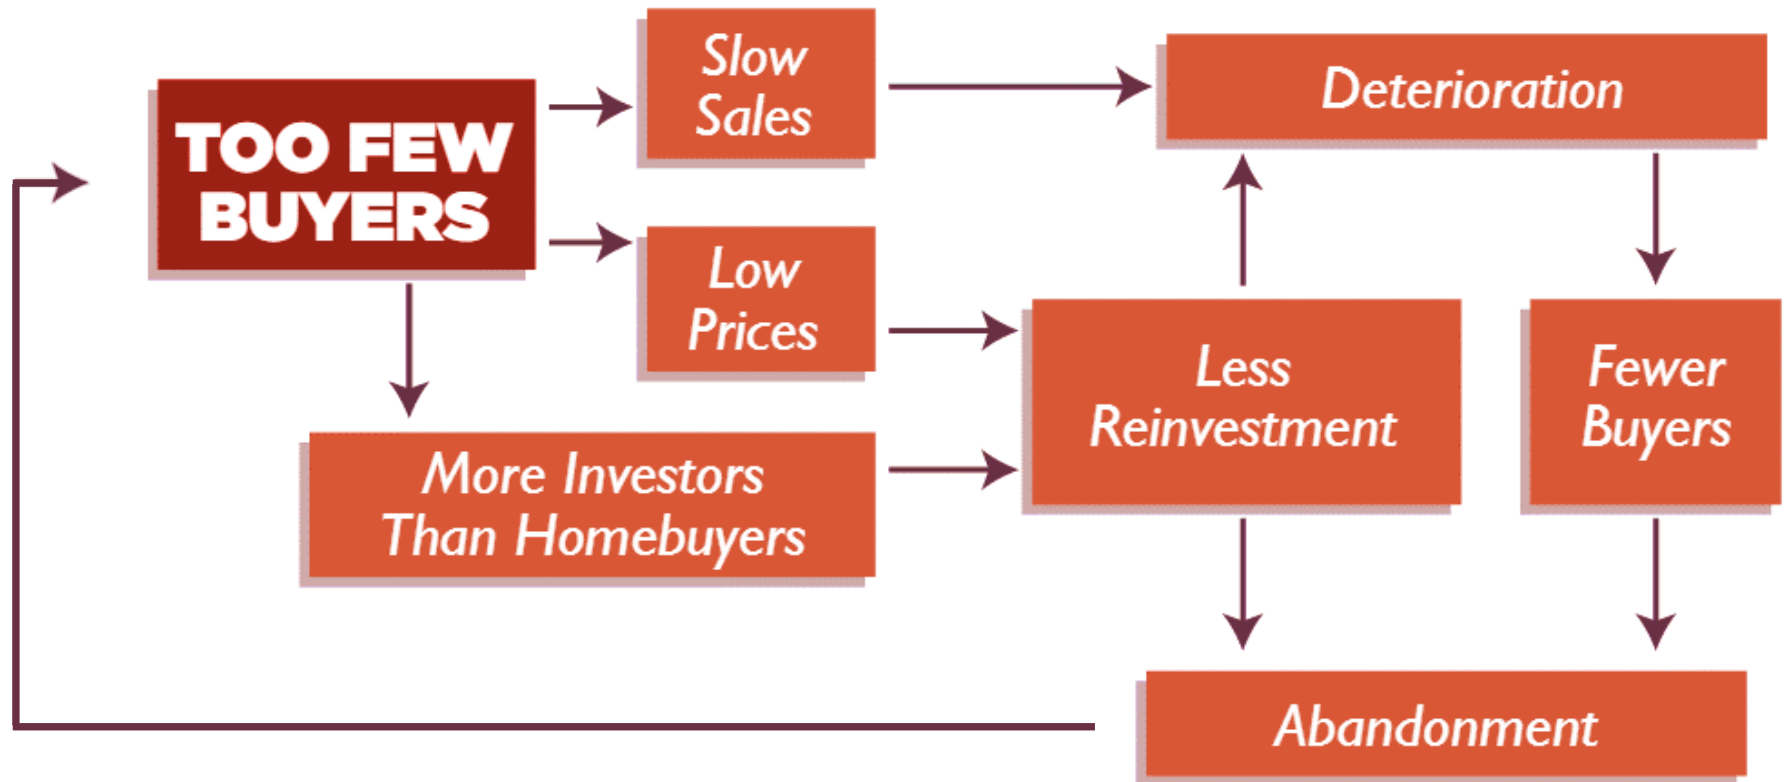 TOO FEW
BUYERS
Slow
Sales
Low
Prices
More Investors
Than Homebuyers
Deterioration
Less
Reinvestment
Fewer
Buyers
Abandonment